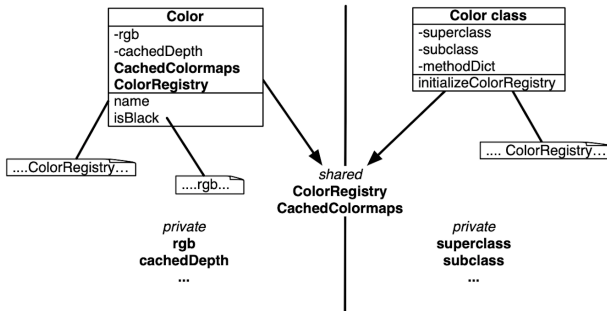 Color
-rgb
-cachedDepth
CachedColormaps
ColorRegistry
name
isBlack
....ColorRegistry...
....rgb...
private
rgb
cachedDepth
...
shared
ColorRegistry
CachedColormaps
Color class
-superclass
-subclass
-methodDict
initializeColorRegistry
.... ColorRegistry...
private
superclass
subclass
...